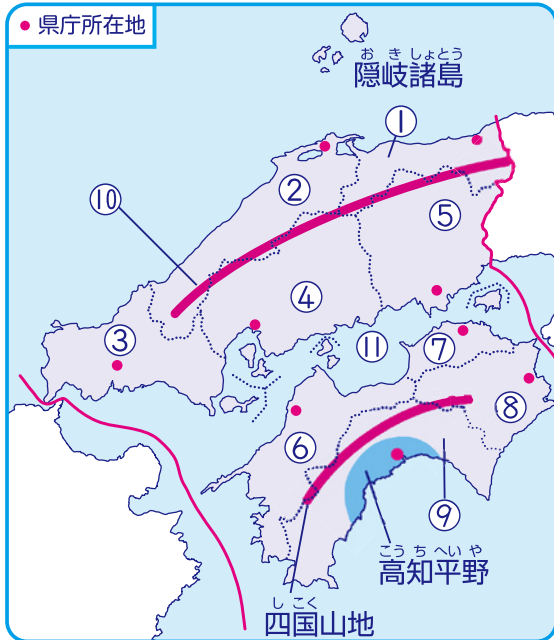 ● 県庁所在地
お き しょとう
隠岐諸島
①
②
⑩
⑤
④
③
⑪
⑦
⑧
⑥
⑨
こう ち へい や
高知平野
し こく
四国山地